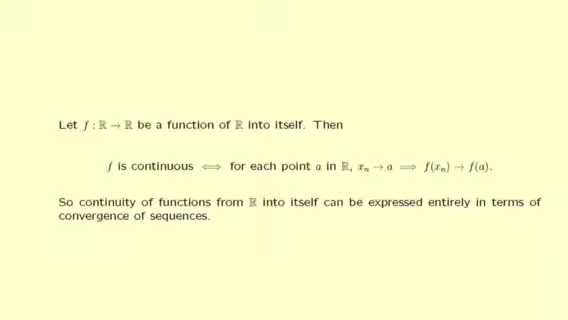 Let f : ℝ → ℝ be a function of ℝ into itself. Then
f is continuous ⟺ for each point a in ℝ, xₙ → a ⟹ f(xₙ) → f(a).
So continuity of functions from ℝ into itself can be expressed entirely in terms of
convergence of sequences.